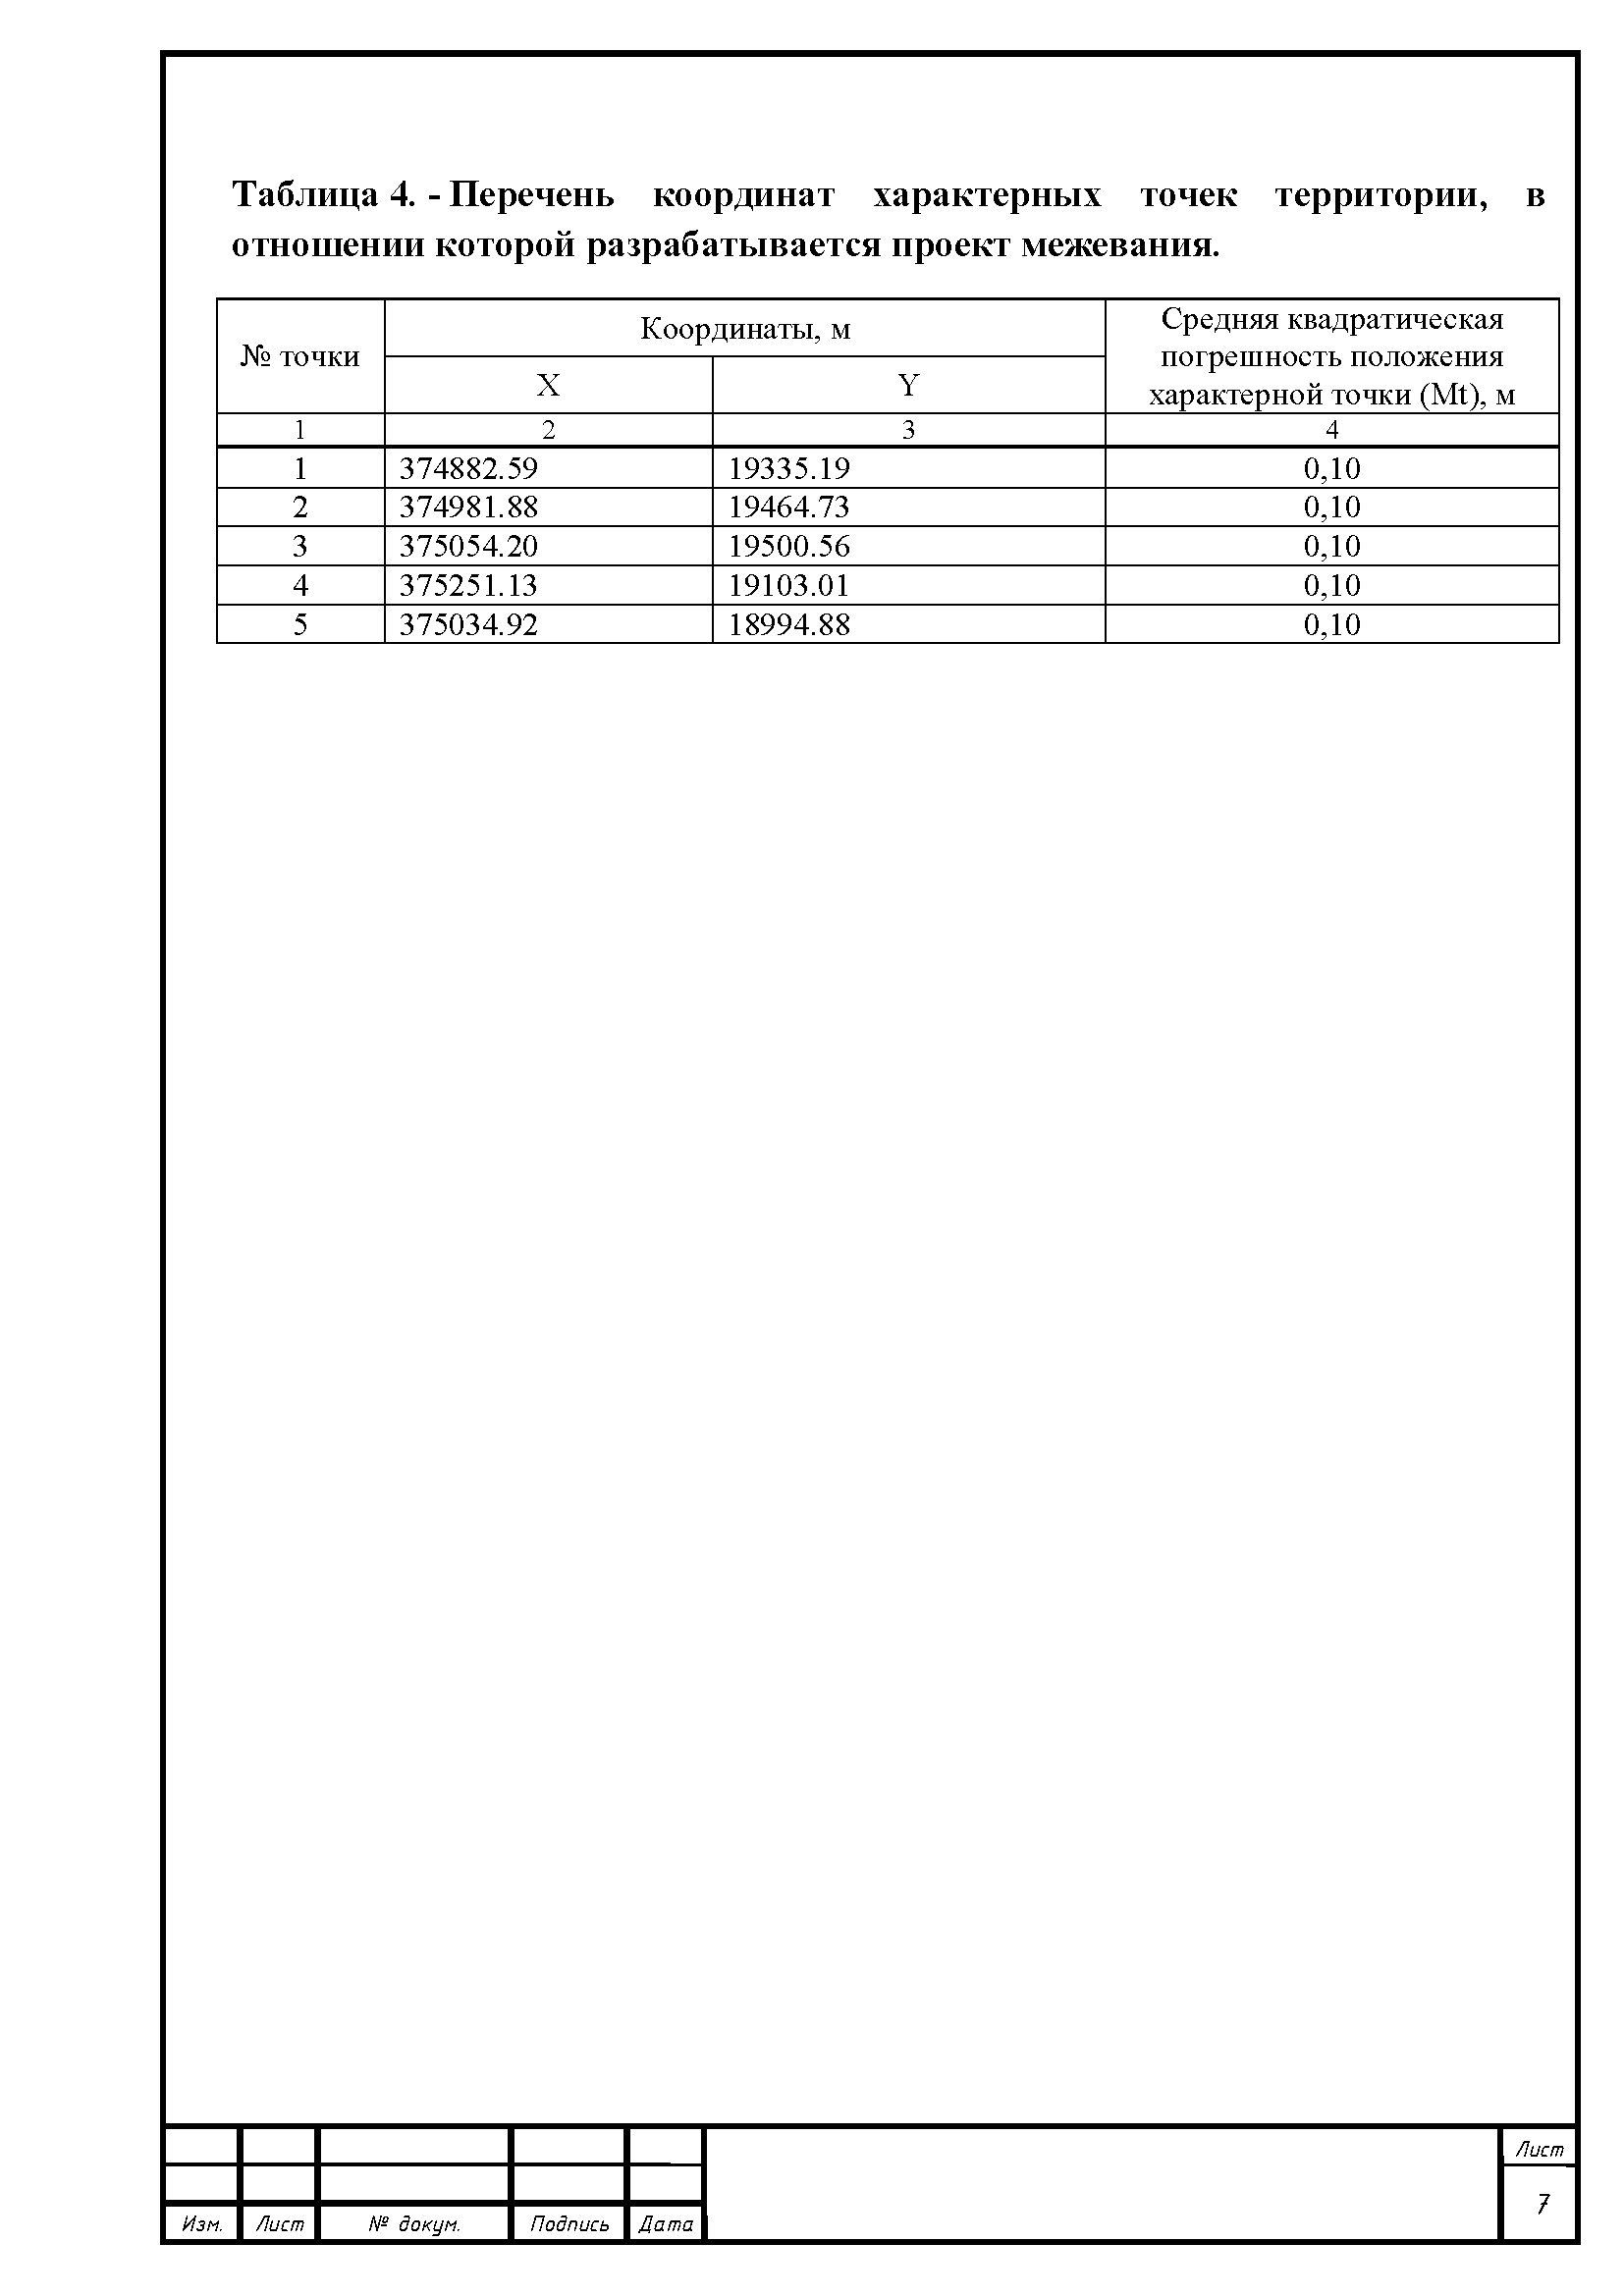 Таблица 4. - Перечень координат характерных точек территории, в
отношении которой разрабатывается проект межевания.
№ точки
Координаты, м
Средняя квадратическая
погрешность положения
характерной точки (Mt), м
X Y
1 2 3 4
1 374882.59 19335.19 0,10
2 374981.88 19464.73 0,10
3 375054.20 19500.56 0,10
4 375251.13 19103.01 0,10
5 375034.92 18994.88 0,10
Лист
7
Изм. Лист № докум. Подпись Дата